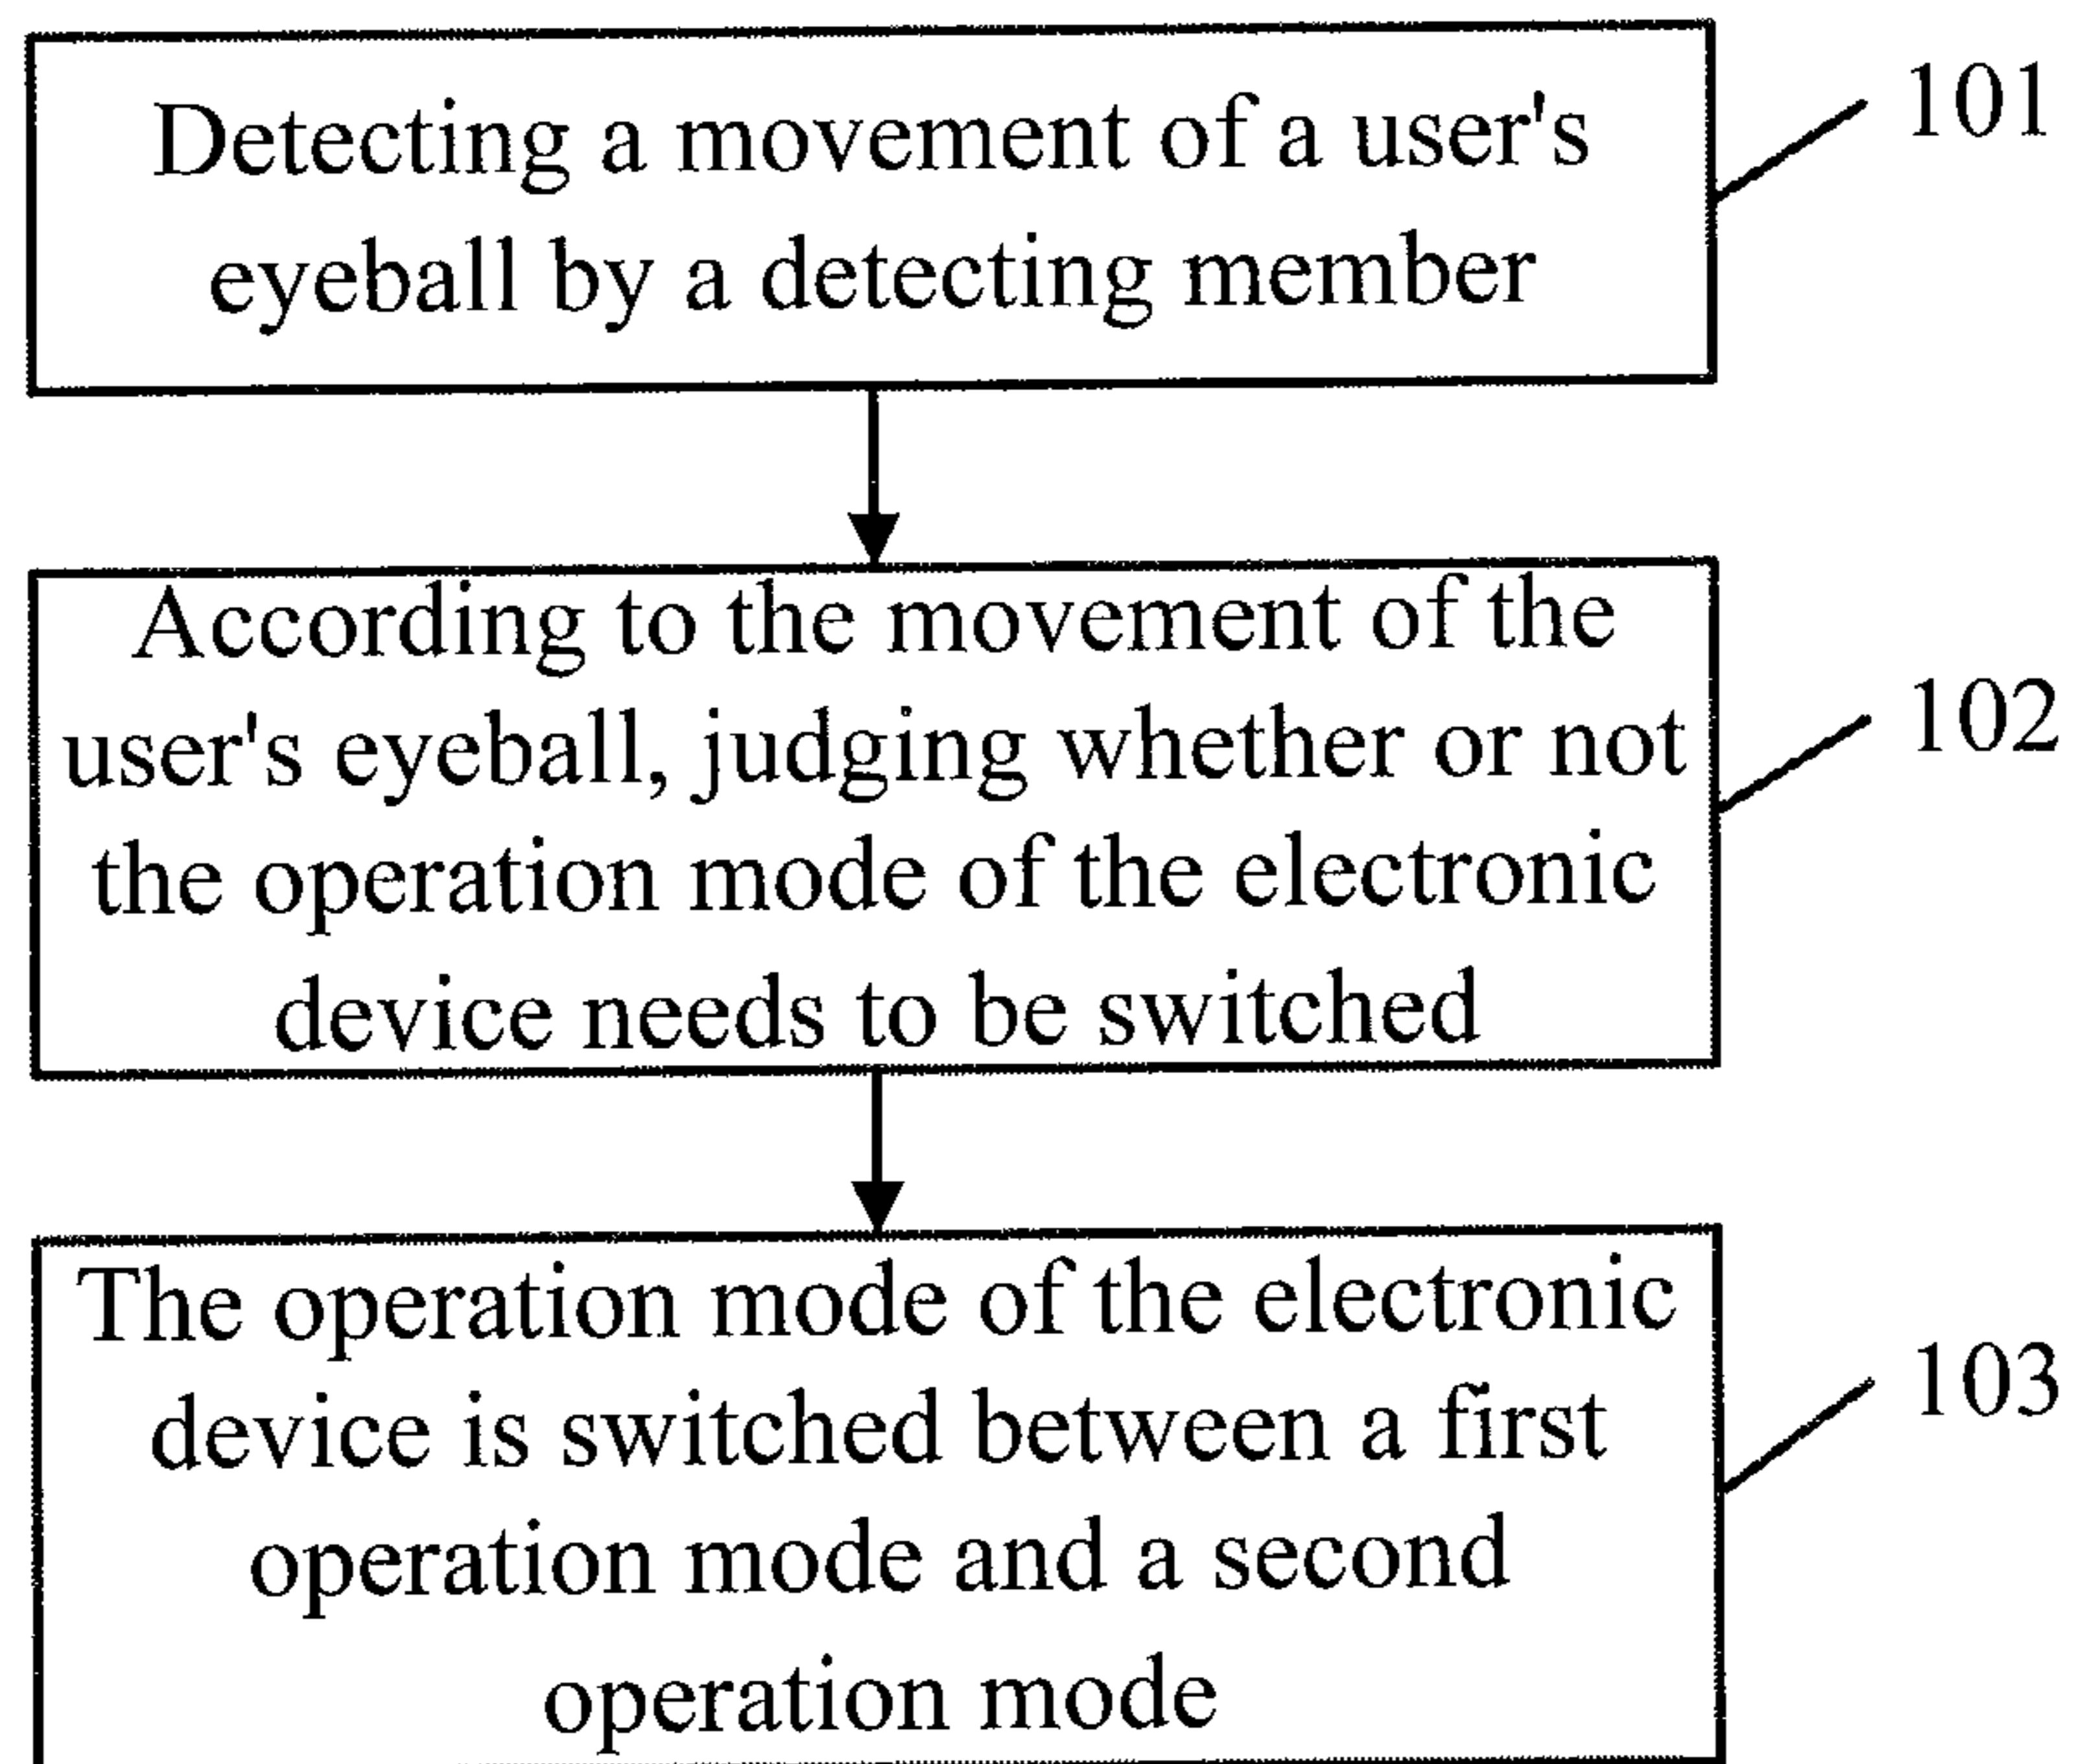 Detecting a movement of a user's
eyeball by a detecting member
101
According to the movement of the
user's eyeball, judging whether or not
the operation mode of the electronic
device needs to be switched
102
The operation mode of the electronic
device is switched between a first
operation mode and a second
operation mode
103